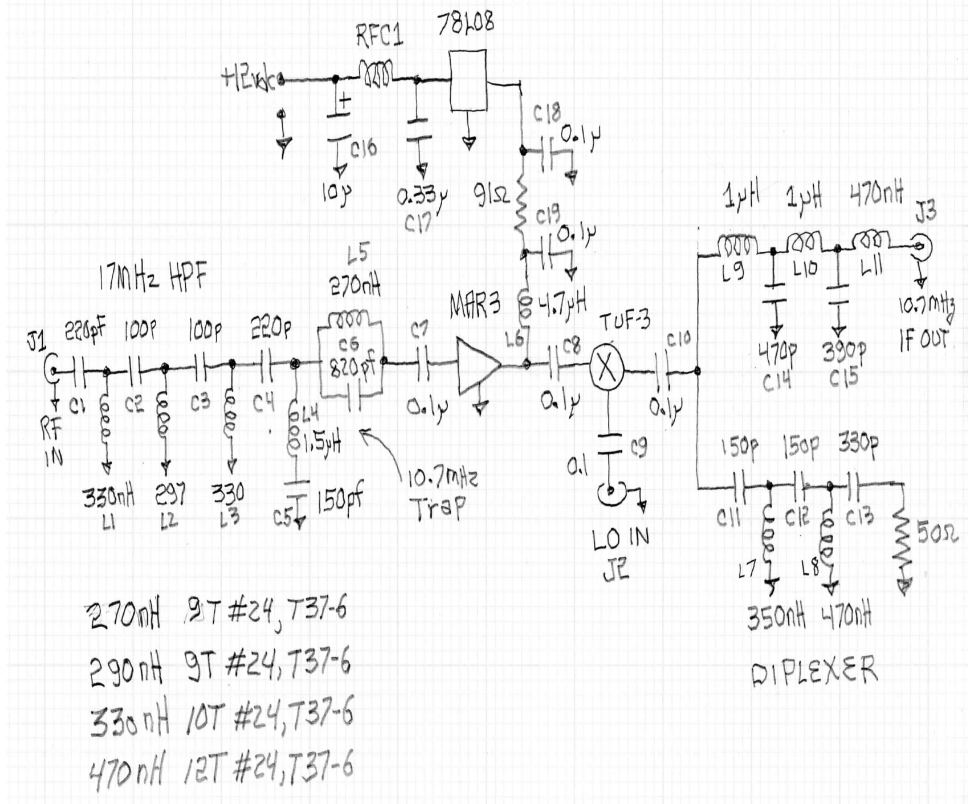 78L08
RFC1
+12vdc
+
C16
10µ
0.33µ
C17
C18
0.1µ
91Ω
C19
0.1µ
4.7µH
L6
17MHz HPF
L5
270nH
C6
820pf
MAR3
TUF-3
J1
220pF
100p
100p
220p
C7
C8
C10
RF
IN
C1
C2
C3
C4
L4
1.5µH
0.1µ
0.1µ
0.1µ
X
330nH
L1
297
L2
330
L3
C5
150pf
10.7mHz
Trap
C9
0.1
LO IN
J2
1µH
1µH
470nH
J3
L9
L10
L11
10.7mHz
IF OUT
470p
C14
390p
C15
150p
150p
330p
C11
C12
C13
50Ω
L7
L8
350nH
470nH
DIPLEXER
270nH 9T #24, T37-6
290nH 9T #24, T37-6
330nH 10T #24, T37-6
470nH 12T #24, T37-6